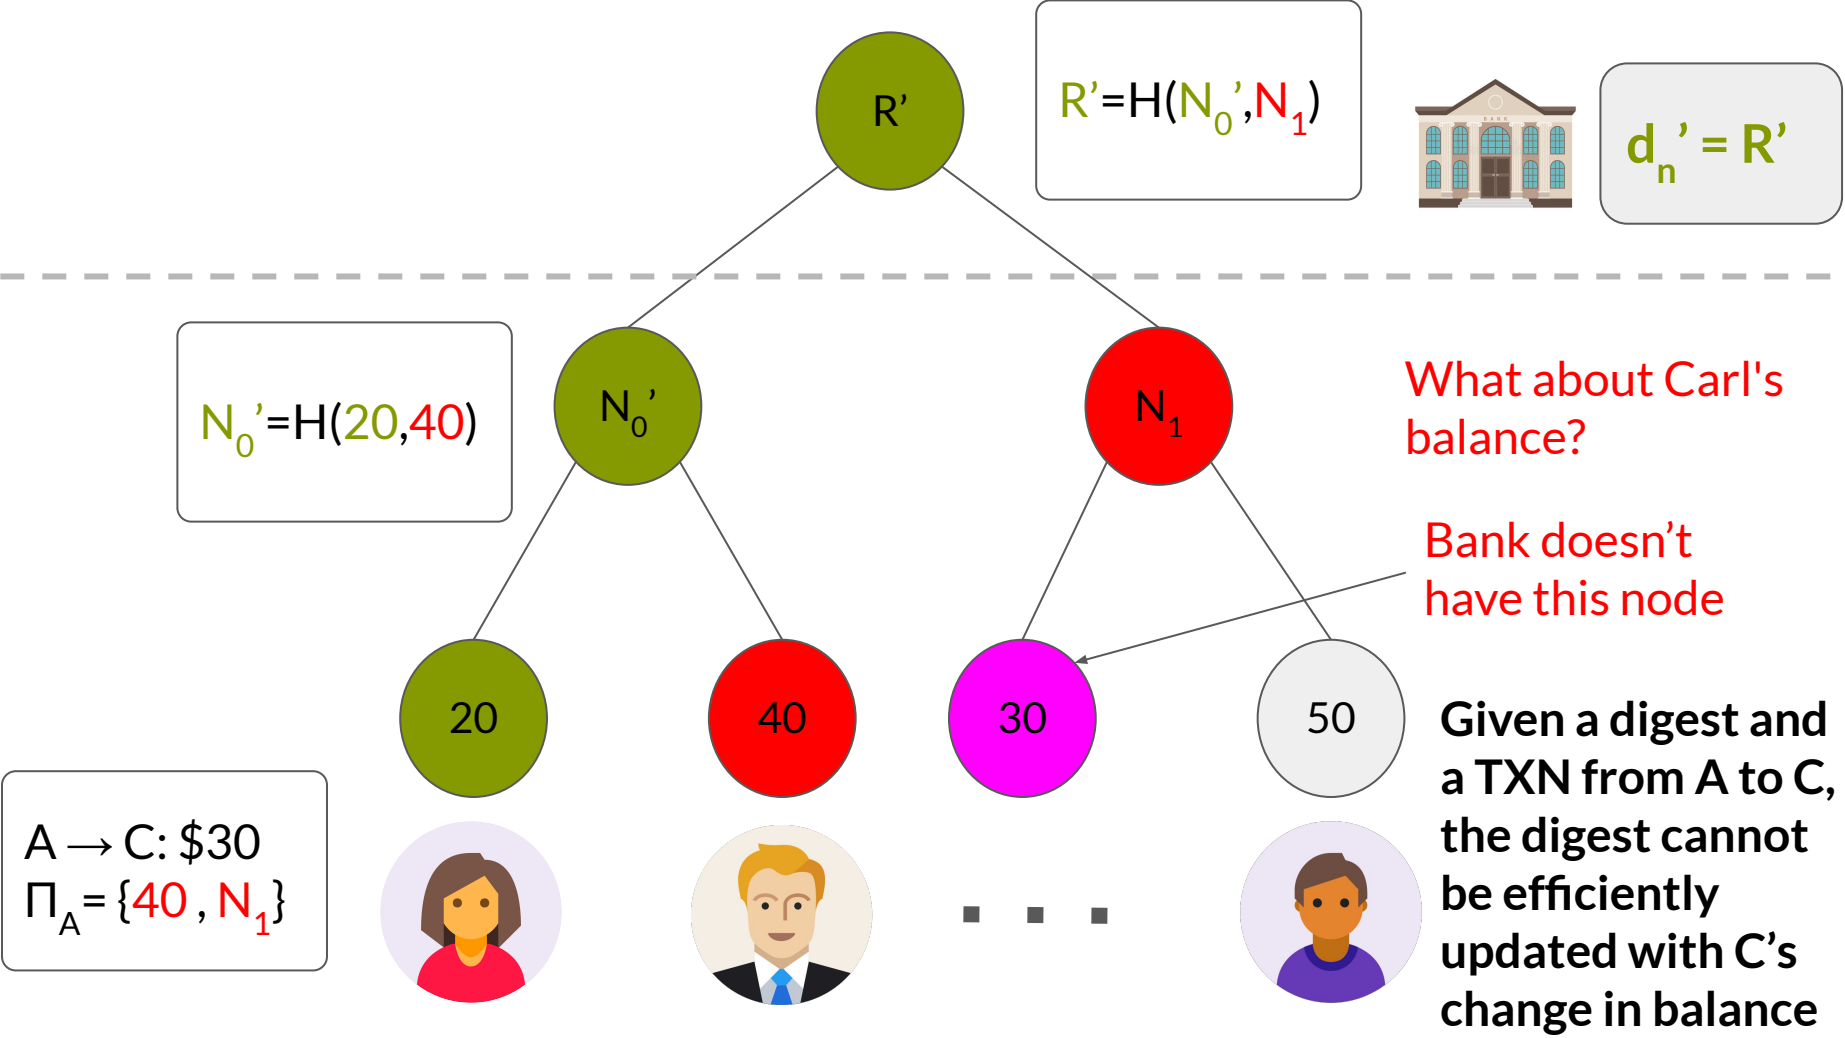 R’
R’=H(N₀’,N₁)
BANK
dₙ’ = R’
N₀’=H(20,40)
N₀’
N₁
What about Carl's
balance?
Bank doesn’t
have this node
20
40
30
50
Given a digest and
a TXN from A to C,
the digest cannot
be efficiently
updated with C’s
change in balance
A → C: $30
Π_A= {40 , N₁}